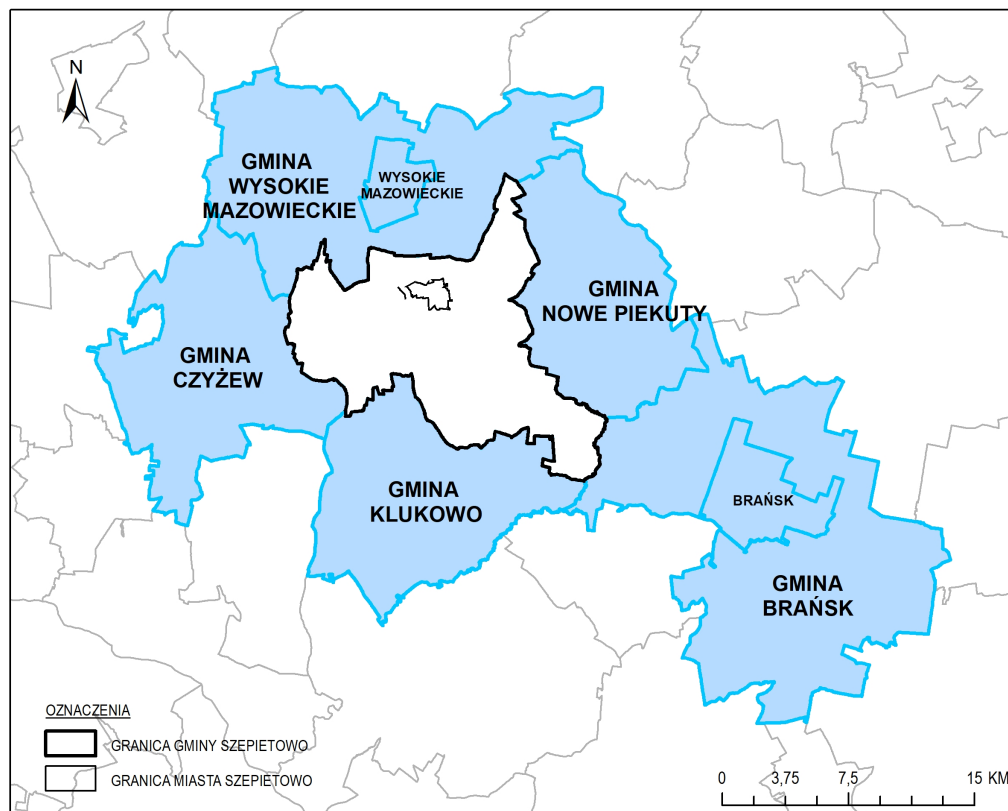 N
GMINA
WYSOKIE
MAZOWIECKIE
WYSOKIE
MAZOWIECKIE
GMINA
NOWE PIEKUTY
GMINA
CZYŻEW
GMINA
KLUKOWO
BRAŃSK
GMINA
BRAŃSK
OZNACZENIA
GRANICA GMINY SZEPIETOWO
GRANICA MIASTA SZEPIETOWO
0 3,75 7,5 15 KM